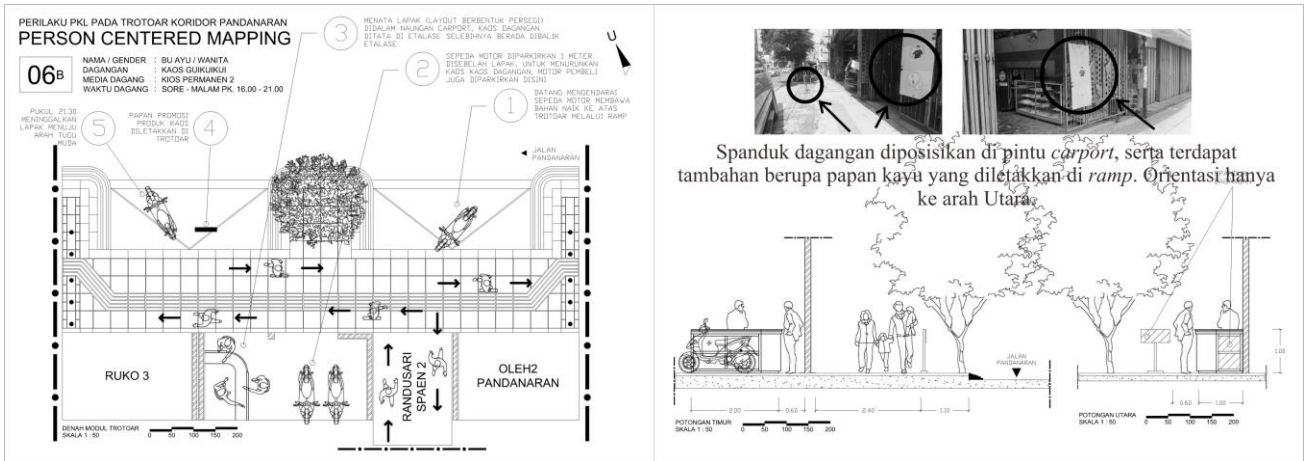 PERILAKU PKL PADA TROTOAR KORIDOR PANDANARAN
PERSON CENTERED MAPPING
06B
NAMA / GENDER : BU AYU / WANITA
DAGANGAN : KAOS GUIKUIKUI
MEDIA DAGANG : KIOS PERMANEN 2
WAKTU DAGANG : SORE - MALAM PK. 16.00 - 21.00
3
MENATA LAPAK (LAYOUT BERBENTUK PERSEGI)
DIDALAM NAUNGAN CARPORT, KAOS DAGANGAN
DITATA DI ETALASE SELEBIHNYA BERADA DIBALIK
ETALASE
U
2
SEPEDA MOTOR DIPARKIRKAN 1 METER
DISEBELAH LAPAK, UNTUK MENURUNKAN
KAOS KAOS DAGANGAN, MOTOR PEMBELI
JUGA DIPARKIRKAN DISINI
1
DATANG MENGENDARAI
SEPEDA MOTOR MEMBAWA
BAHAN NAIK KE ATAS
TROTOAR MELALUI RAMP
PUKUL 21.30
MENINGGALKAN
LAPAK MENUJU
ARAH TUGU
MUDA
5
PAPAN PROMOSI
PRODUK KAOS
DILETAKKAN DI
TROTOAR
4
JALAN
PANDANARAN
RUKO 3
RANDUSARI
SPAEN 2
OLEH2
PANDANARAN
DENAH MODUL TROTOAR
SKALA 1 : 50
0 50 100 150 200
Spanduk dagangan diposisikan di pintu carport, serta terdapat
tambahan berupa papan kayu yang diletakkan di ramp. Orientasi hanya
ke arah Utara.
JALAN
PANDANARAN
1.00
2.00 0.60 2.40 1.10
0.60 1.00
POTONGAN TIMUR
SKALA 1 : 50
0 50 100 150 200
POTONGAN UTARA
SKALA 1 : 50
0 50 100 150 200